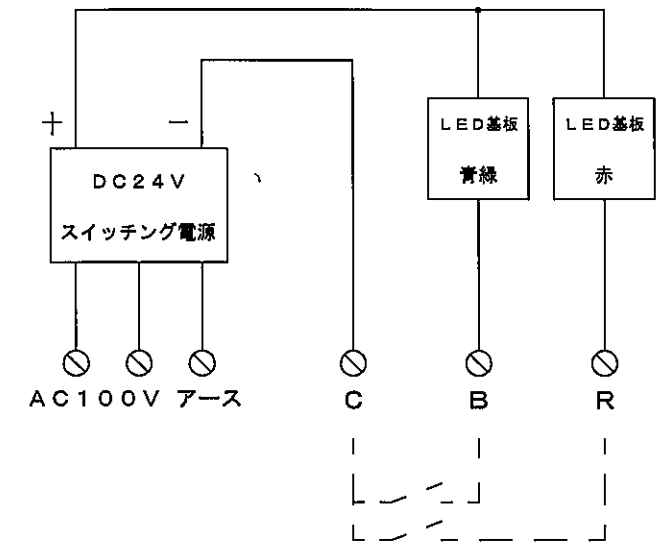 ＋ －
ＤＣ２４Ｖ
スイッチング電源
ＬＥＤ基板
青緑
ＬＥＤ基板
赤
ＡＣ１００Ｖ アース
Ｃ
Ｂ
Ｒ